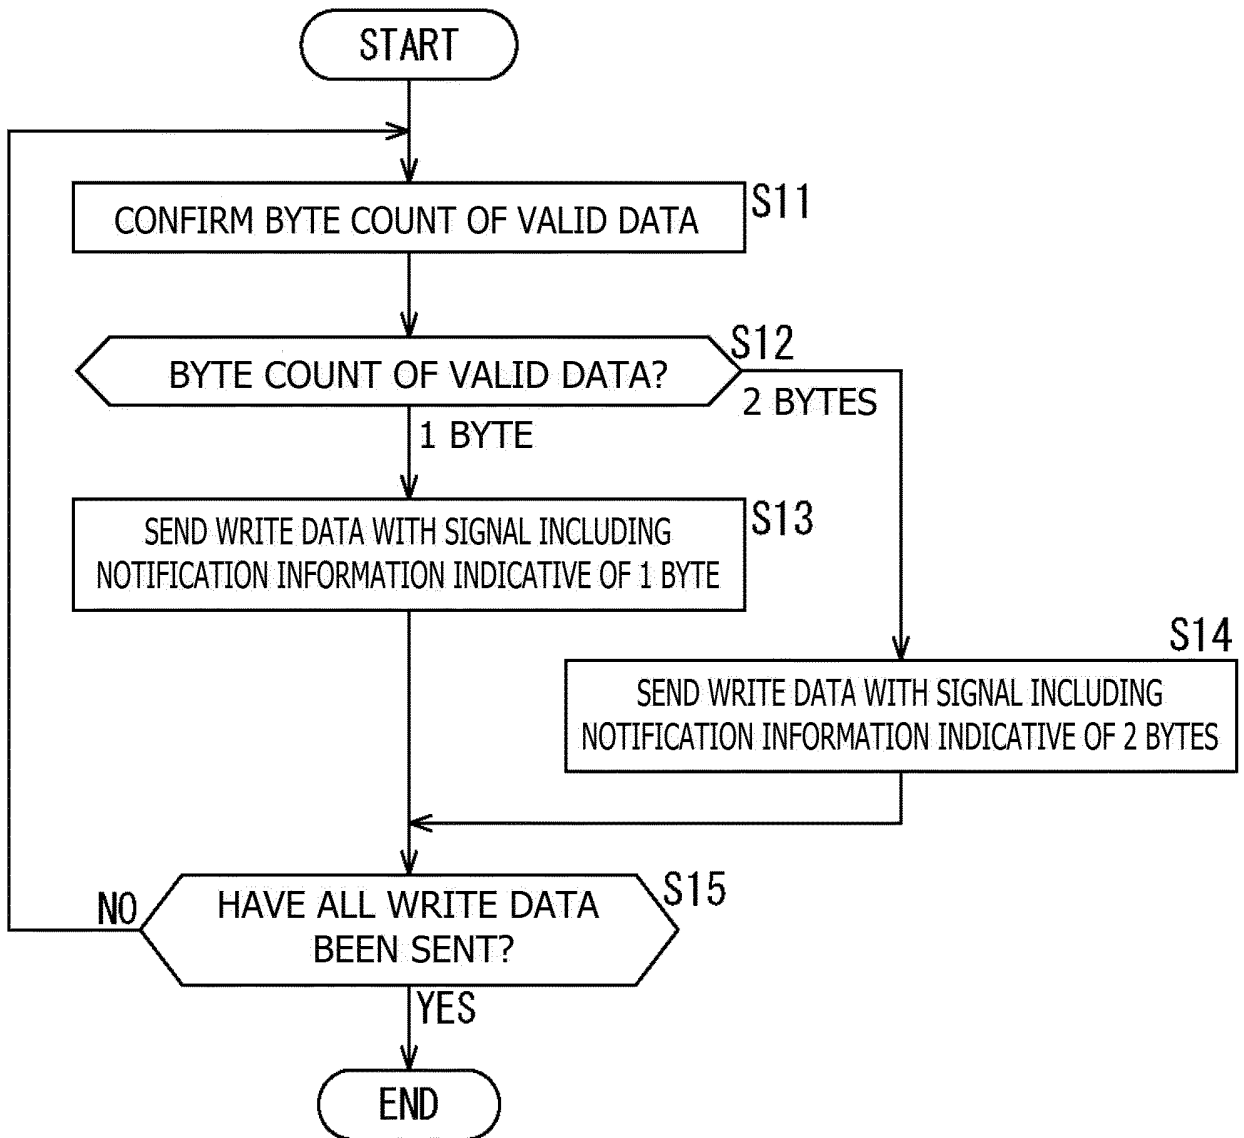 START
CONFIRM BYTE COUNT OF VALID DATA
S11
BYTE COUNT OF VALID DATA?
S12
2 BYTES
1 BYTE
SEND WRITE DATA WITH SIGNAL INCLUDING
NOTIFICATION INFORMATION INDICATIVE OF 1 BYTE
S13
S14
SEND WRITE DATA WITH SIGNAL INCLUDING
NOTIFICATION INFORMATION INDICATIVE OF 2 BYTES
NO
HAVE ALL WRITE DATA
BEEN SENT?
S15
YES
END